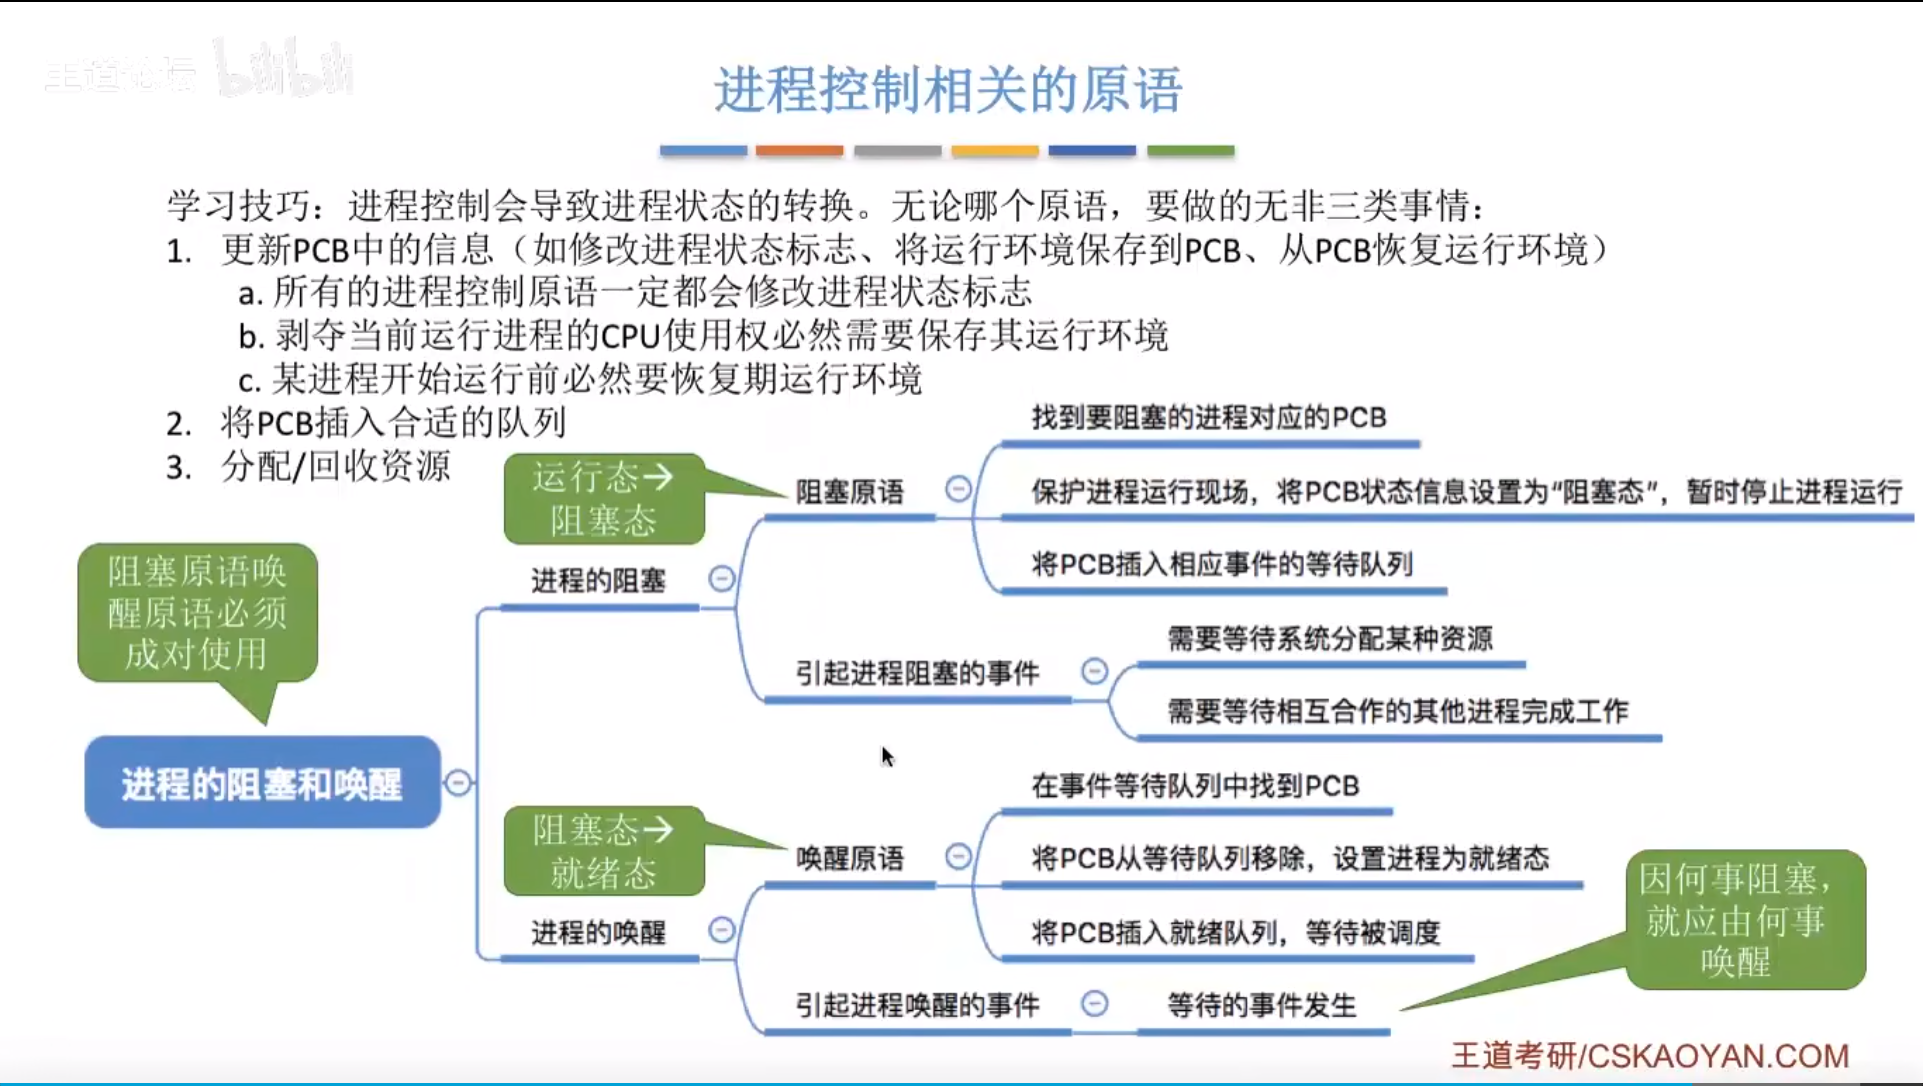 王道论坛 bilibili
进程控制相关的原语
学习技巧：进程控制会导致进程状态的转换。无论哪个原语，要做的无非三类事情：
1. 更新PCB中的信息（如修改进程状态标志、将运行环境保存到PCB、从PCB恢复运行环境）
a. 所有的进程控制原语一定都会修改进程状态标志
b. 剥夺当前运行进程的CPU使用权必然需要保存其运行环境
c. 某进程开始运行前必然要恢复期运行环境
2. 将PCB插入合适的队列
3. 分配/回收资源
阻塞原语唤
醒原语必须
成对使用
进程的阻塞和唤醒
进程的阻塞
运行态→
阻塞态
阻塞原语
找到要阻塞的进程对应的PCB
保护进程运行现场，将PCB状态信息设置为“阻塞态”，暂时停止进程运行
将PCB插入相应事件的等待队列
引起进程阻塞的事件
需要等待系统分配某种资源
需要等待相互合作的其他进程完成工作
进程的唤醒
阻塞态→
就绪态
唤醒原语
在事件等待队列中找到PCB
将PCB从等待队列移除，设置进程为就绪态
将PCB插入就绪队列，等待被调度
引起进程唤醒的事件
等待的事件发生
因何事阻塞，
就应由何事
唤醒
王道考研/CSKAOYAN.COM